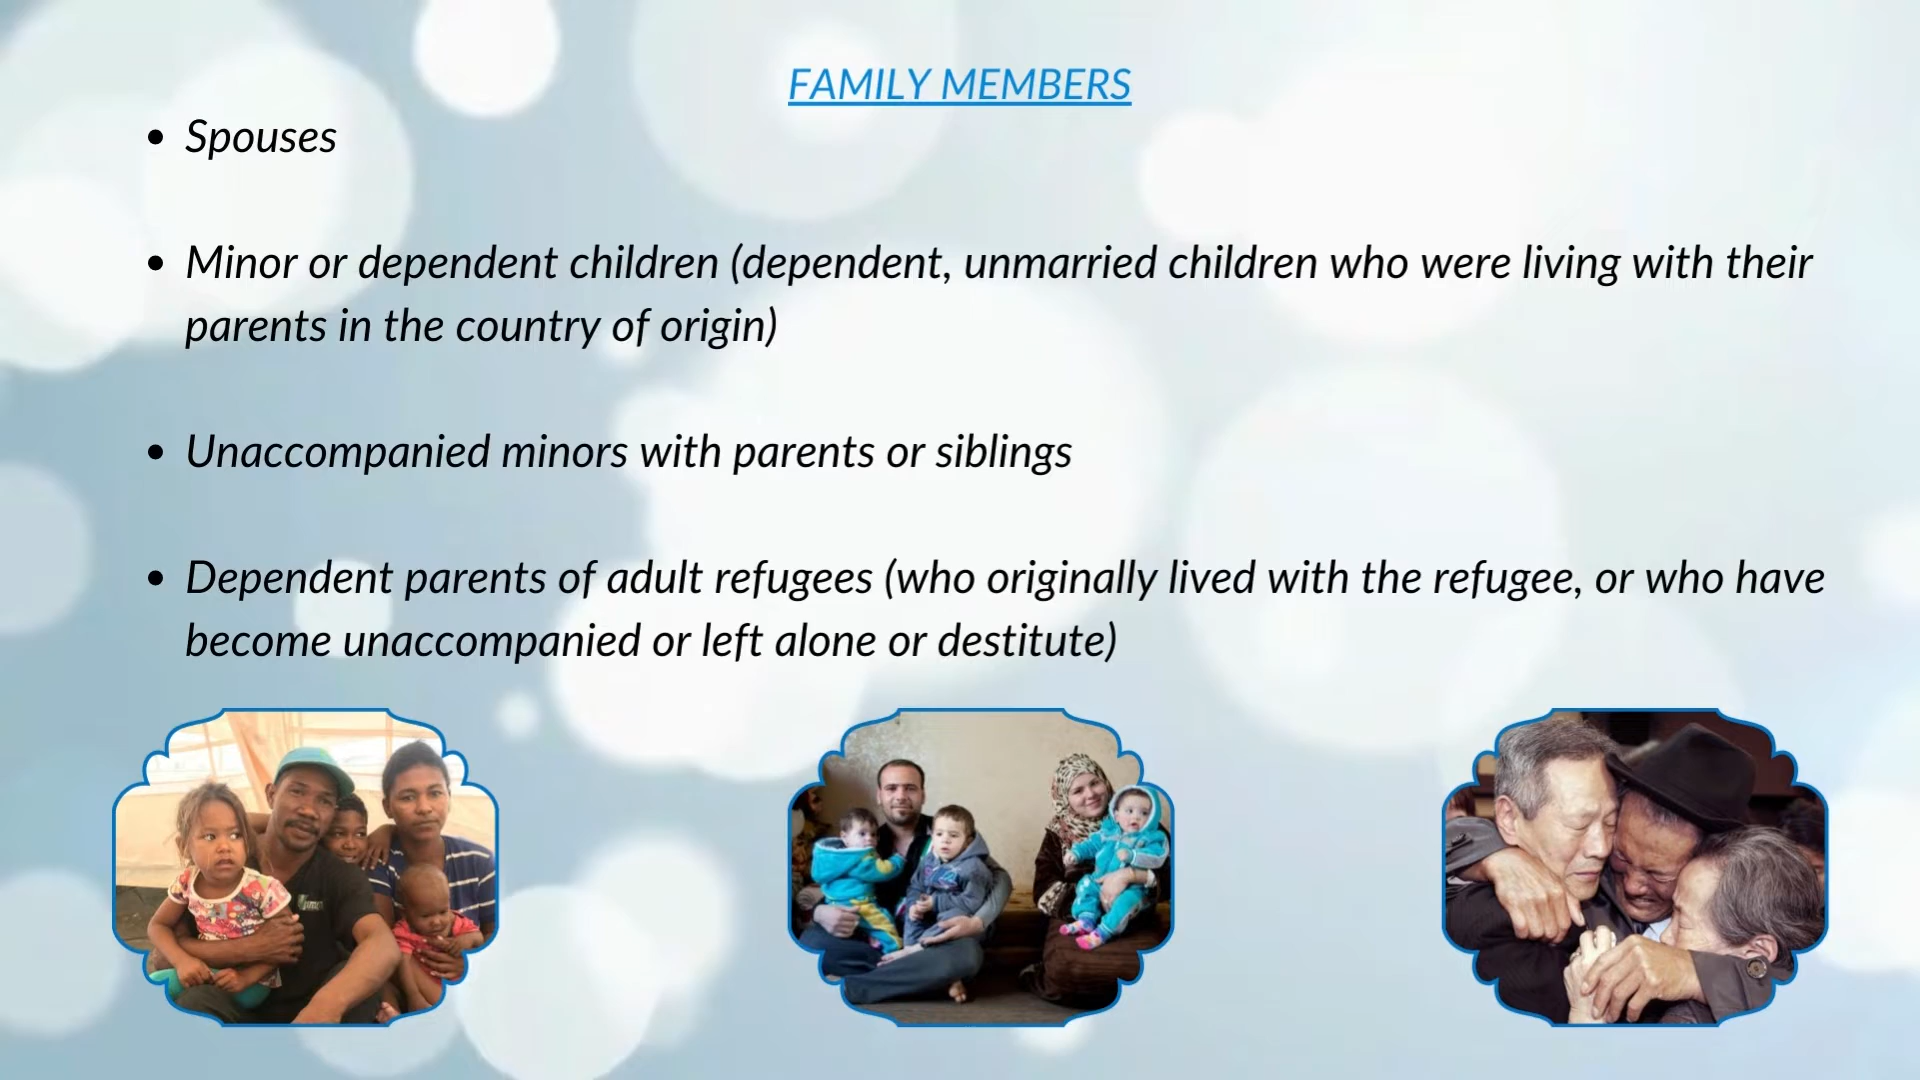 FAMILY MEMBERS
• Spouses
• Minor or dependent children (dependent, unmarried children who were living with their
parents in the country of origin)
• Unaccompanied minors with parents or siblings
• Dependent parents of adult refugees (who originally lived with the refugee, or who have
become unaccompanied or left alone or destitute)